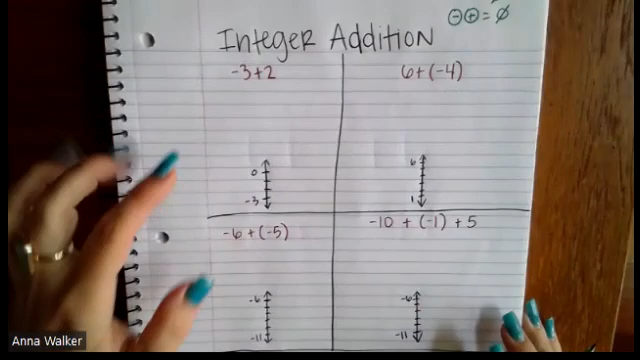 ⊖⊕ = ∅
Integer Addition
-3+2
6+(-4)
0
-3
6
1
-6+(-5)
-10 + (-1) + 5
-6
-11
-6
-11
Anna Walker